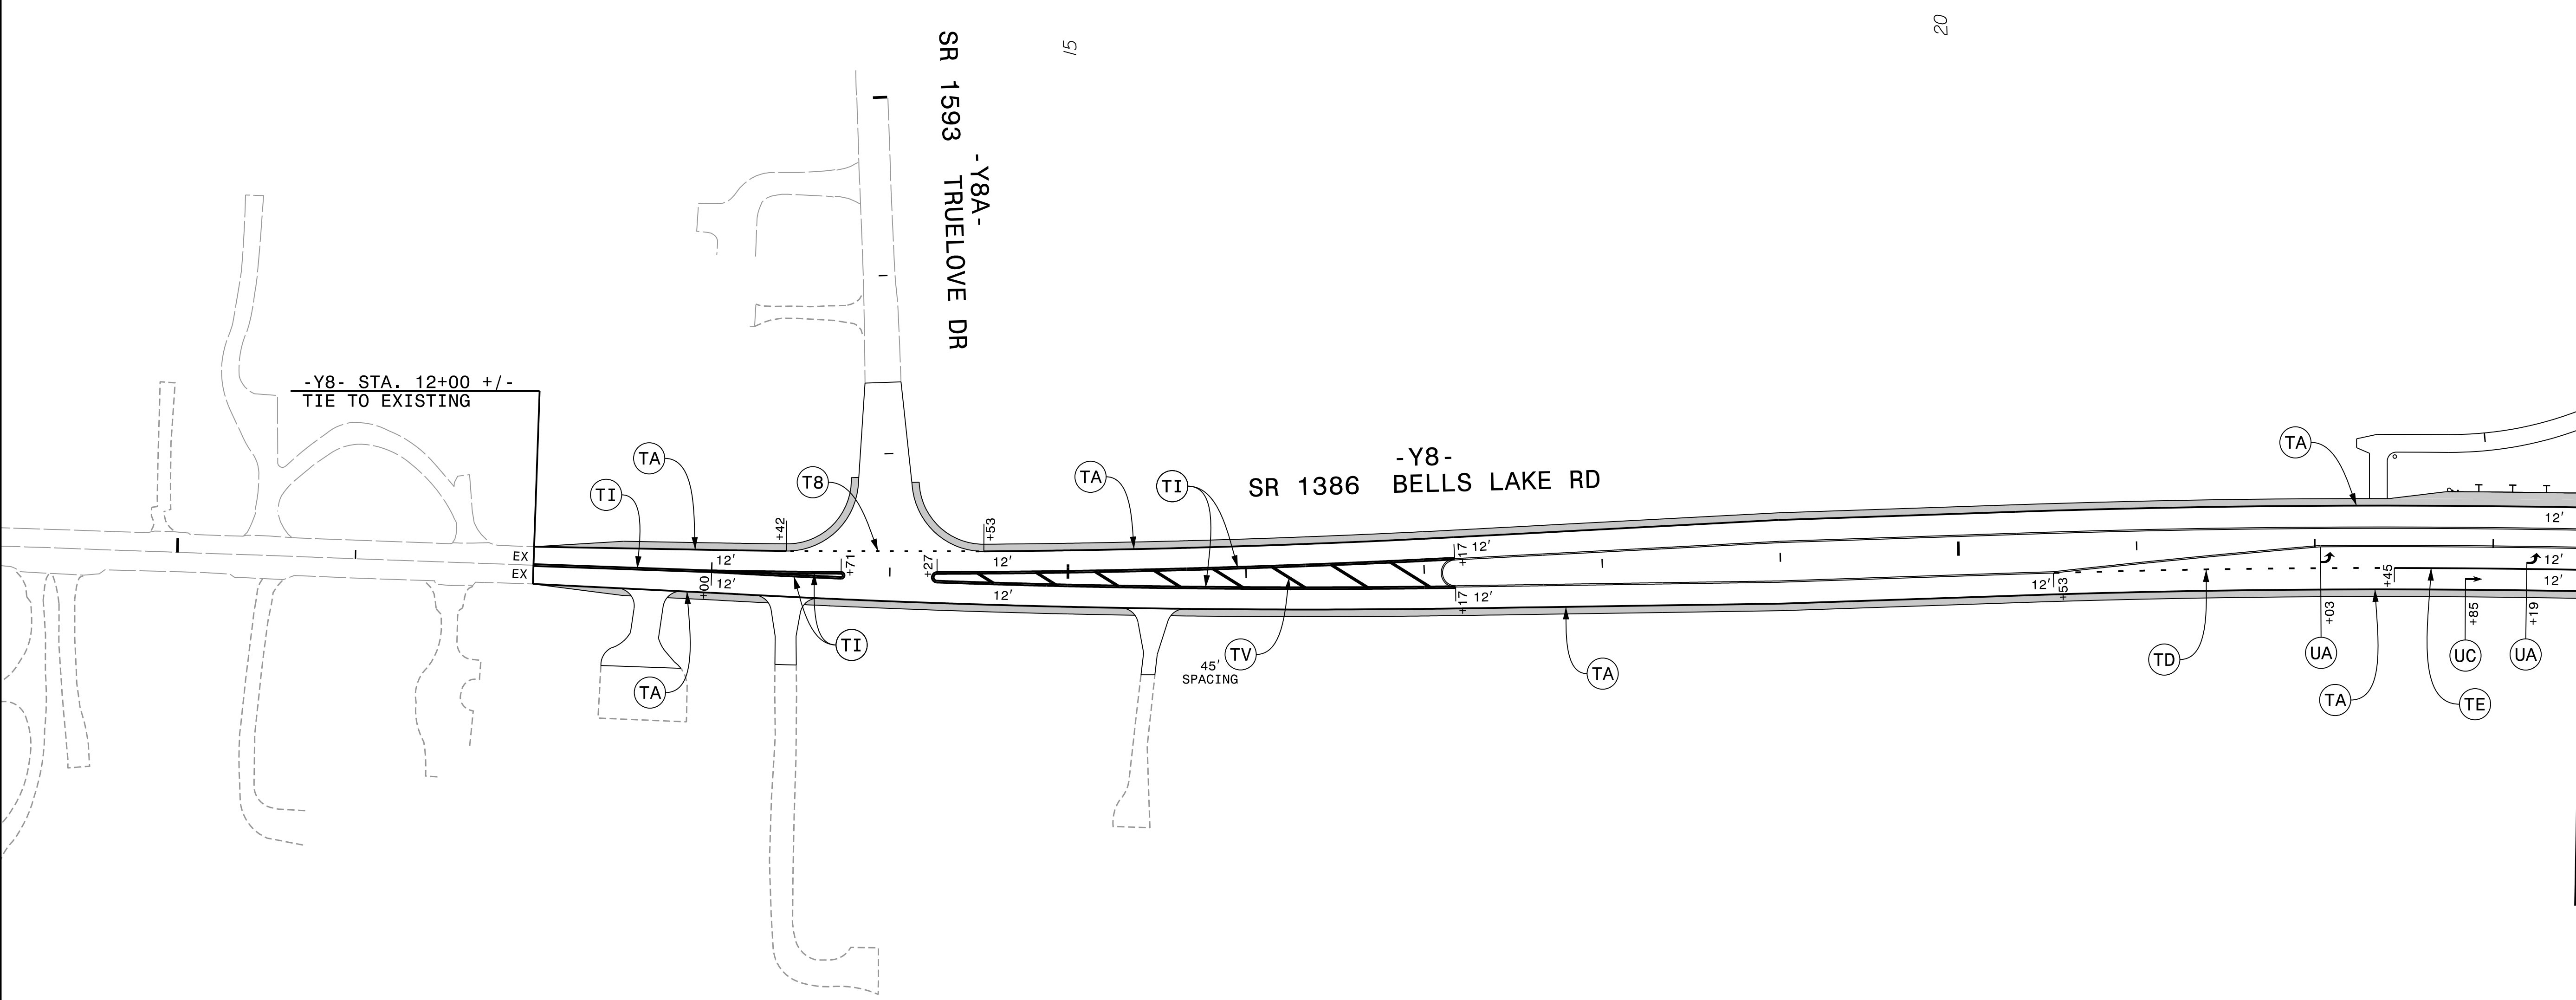 15
20
SR 1593 TRUELOVE DR
-Y8A-
-Y8- STA. 12+00 +/-
TIE TO EXISTING
-Y8-
SR 1386 BELLS LAKE RD
TA
TI
T8
TA
TI
TA
+42
+53
EX
EX
12'
12'
+00
+71
+27
12'
12'
+17
12'
+17
12'
12'
+53
+45
12'
12'
12'
+03
+85
+19
TI
TA
TV
45'
SPACING
TA
TD
UA
UC
UA
TA
TE